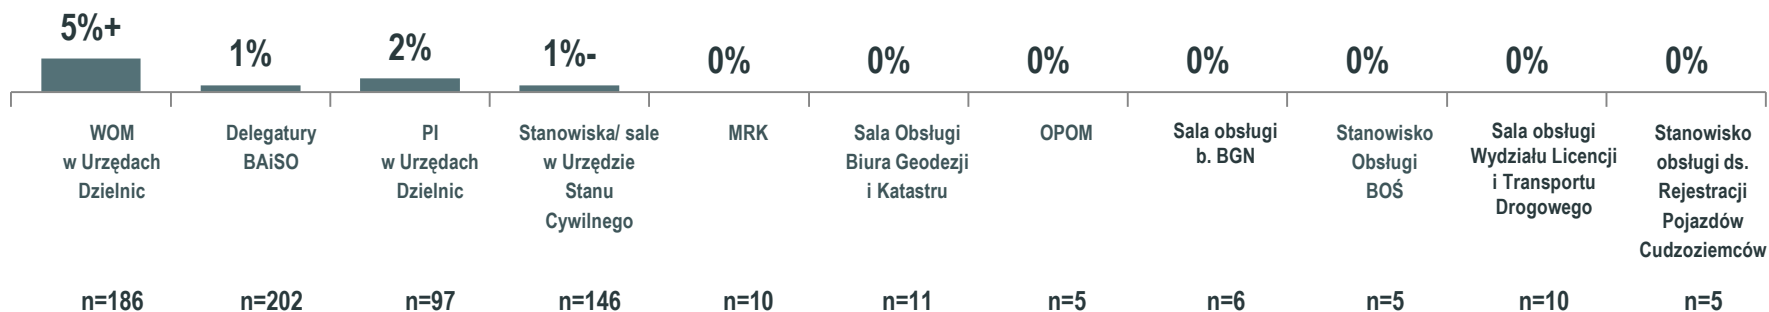 5%+ 1% 2% 1%- 0% 0% 0% 0% 0% 0% 0%
WOM
w Urzędach
Dzielnic
Delegatury
BAiSO
PI
w Urzędach
Dzielnic
Stanowiska/ sale
w Urzędzie
Stanu
Cywilnego
MRK
Sala Obsługi
Biura Geodezji
i Katastru
OPOM
Sala obsługi
b. BGN
Stanowisko
Obsługi
BOŚ
Sala obsługi
Wydziału Licencji
i Transportu
Drogowego
Stanowisko
obsługi ds.
Rejestracji
Pojazdów
Cudzoziemców
n=186 n=202 n=97 n=146 n=10 n=11 n=5 n=6 n=5 n=10 n=5